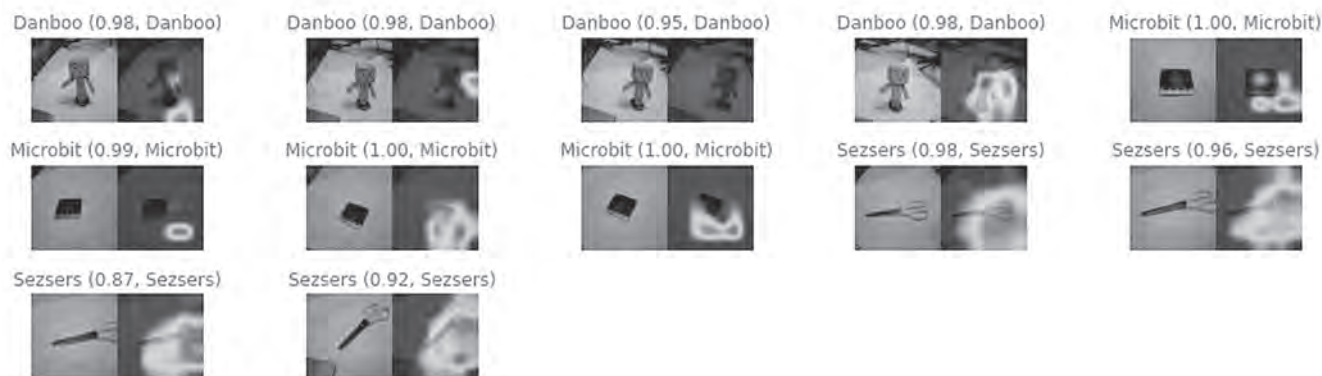 Danboo (0.98, Danboo)
Danboo (0.98, Danboo)
Danboo (0.95, Danboo)
Danboo (0.98, Danboo)
Microbit (1.00, Microbit)
Microbit (0.99, Microbit)
Microbit (1.00, Microbit)
Microbit (1.00, Microbit)
Sezsers (0.98, Sezsers)
Sezsers (0.96, Sezsers)
Sezsers (0.87, Sezsers)
Sezsers (0.92, Sezsers)